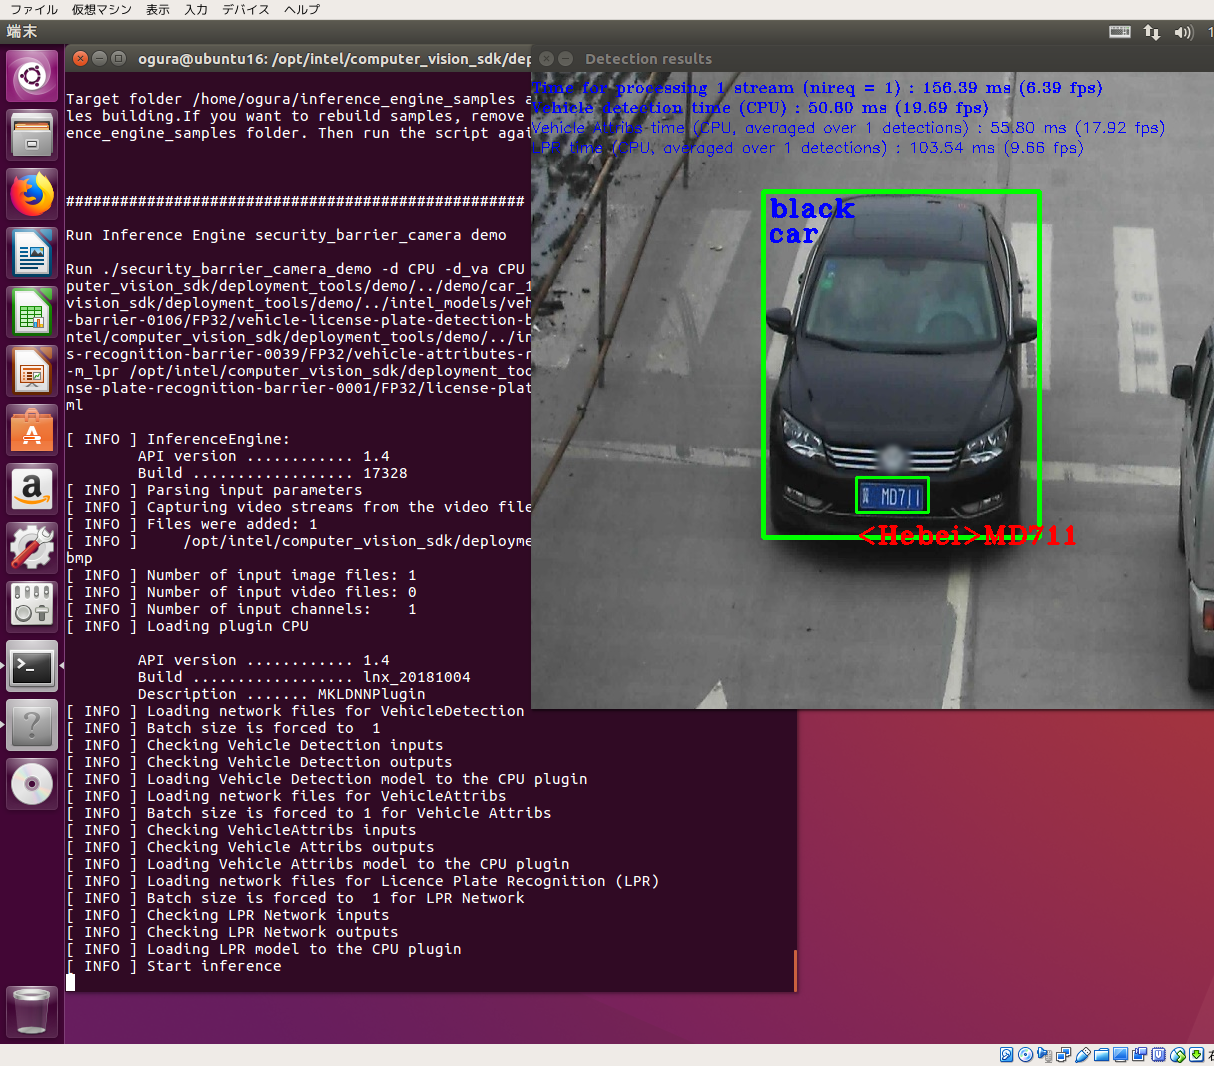 ファイル 仮想マシン 表示 入力 デバイス ヘルプ
端末
ogura@ubuntu16: /opt/intel/computer_vision_sdk/dep
Target folder /home/ogura/inference_engine_samples a
les building.If you want to rebuild samples, remove
ence_engine_samples folder. Then run the script agai
###################################################
Run Inference Engine security_barrier_camera demo
Run ./security_barrier_camera_demo -d CPU -d_va CPU
puter_vision_sdk/deployment_tools/demo/../demo/car_1
vision_sdk/deployment_tools/demo/../intel_models/veh
-barrier-0106/FP32/vehicle-license-plate-detection-b
ntel/computer_vision_sdk/deployment_tools/demo/../in
s-recognition-barrier-0039/FP32/vehicle-attributes-r
-m_lpr /opt/intel/computer_vision_sdk/deployment_too
nse-plate-recognition-barrier-0001/FP32/license-plat
ml
[ INFO ] InferenceEngine:
API version ............ 1.4
Build .................. 17328
[ INFO ] Parsing input parameters
[ INFO ] Capturing video streams from the video file
[ INFO ] Files were added: 1
[ INFO ] /opt/intel/computer_vision_sdk/deployme
bmp
[ INFO ] Number of input image files: 1
[ INFO ] Number of input video files: 0
[ INFO ] Number of input channels: 1
[ INFO ] Loading plugin CPU
API version ............ 1.4
Build .................. lnx_20181004
Description ....... MKLDNNPlugin
[ INFO ] Loading network files for VehicleDetection
[ INFO ] Batch size is forced to 1
[ INFO ] Checking Vehicle Detection inputs
[ INFO ] Checking Vehicle Detection outputs
[ INFO ] Loading Vehicle Detection model to the CPU plugin
[ INFO ] Loading network files for VehicleAttribs
[ INFO ] Batch size is forced to 1 for Vehicle Attribs
[ INFO ] Checking VehicleAttribs inputs
[ INFO ] Checking Vehicle Attribs outputs
[ INFO ] Loading Vehicle Attribs model to the CPU plugin
[ INFO ] Loading network files for Licence Plate Recognition (LPR)
[ INFO ] Batch size is forced to 1 for LPR Network
[ INFO ] Checking LPR Network inputs
[ INFO ] Checking LPR Network outputs
[ INFO ] Loading LPR model to the CPU plugin
[ INFO ] Start inference
Detection results
Time for processing 1 stream (nireq = 1) : 156.39 ms (6.39 fps)
Vehicle detection time (CPU) : 50.80 ms (19.69 fps)
Vehicle Attribs time (CPU, averaged over 1 detections) : 55.80 ms (17.92 fps)
LPR time (CPU, averaged over 1 detections) : 103.54 ms (9.66 fps)
black
car
MD711
<Hebei>MD711